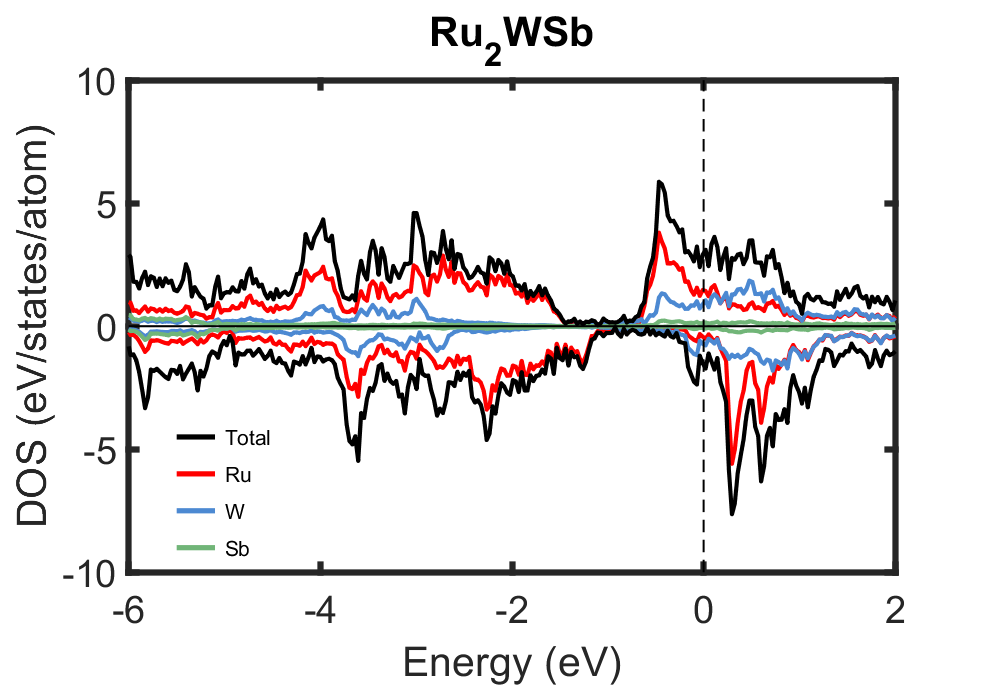 Ru₂WSb
DOS (eV/states/atom)
10
5
0
-5
-10
Total
Ru
W
Sb
-6 -4 -2 0 2
Energy (eV)